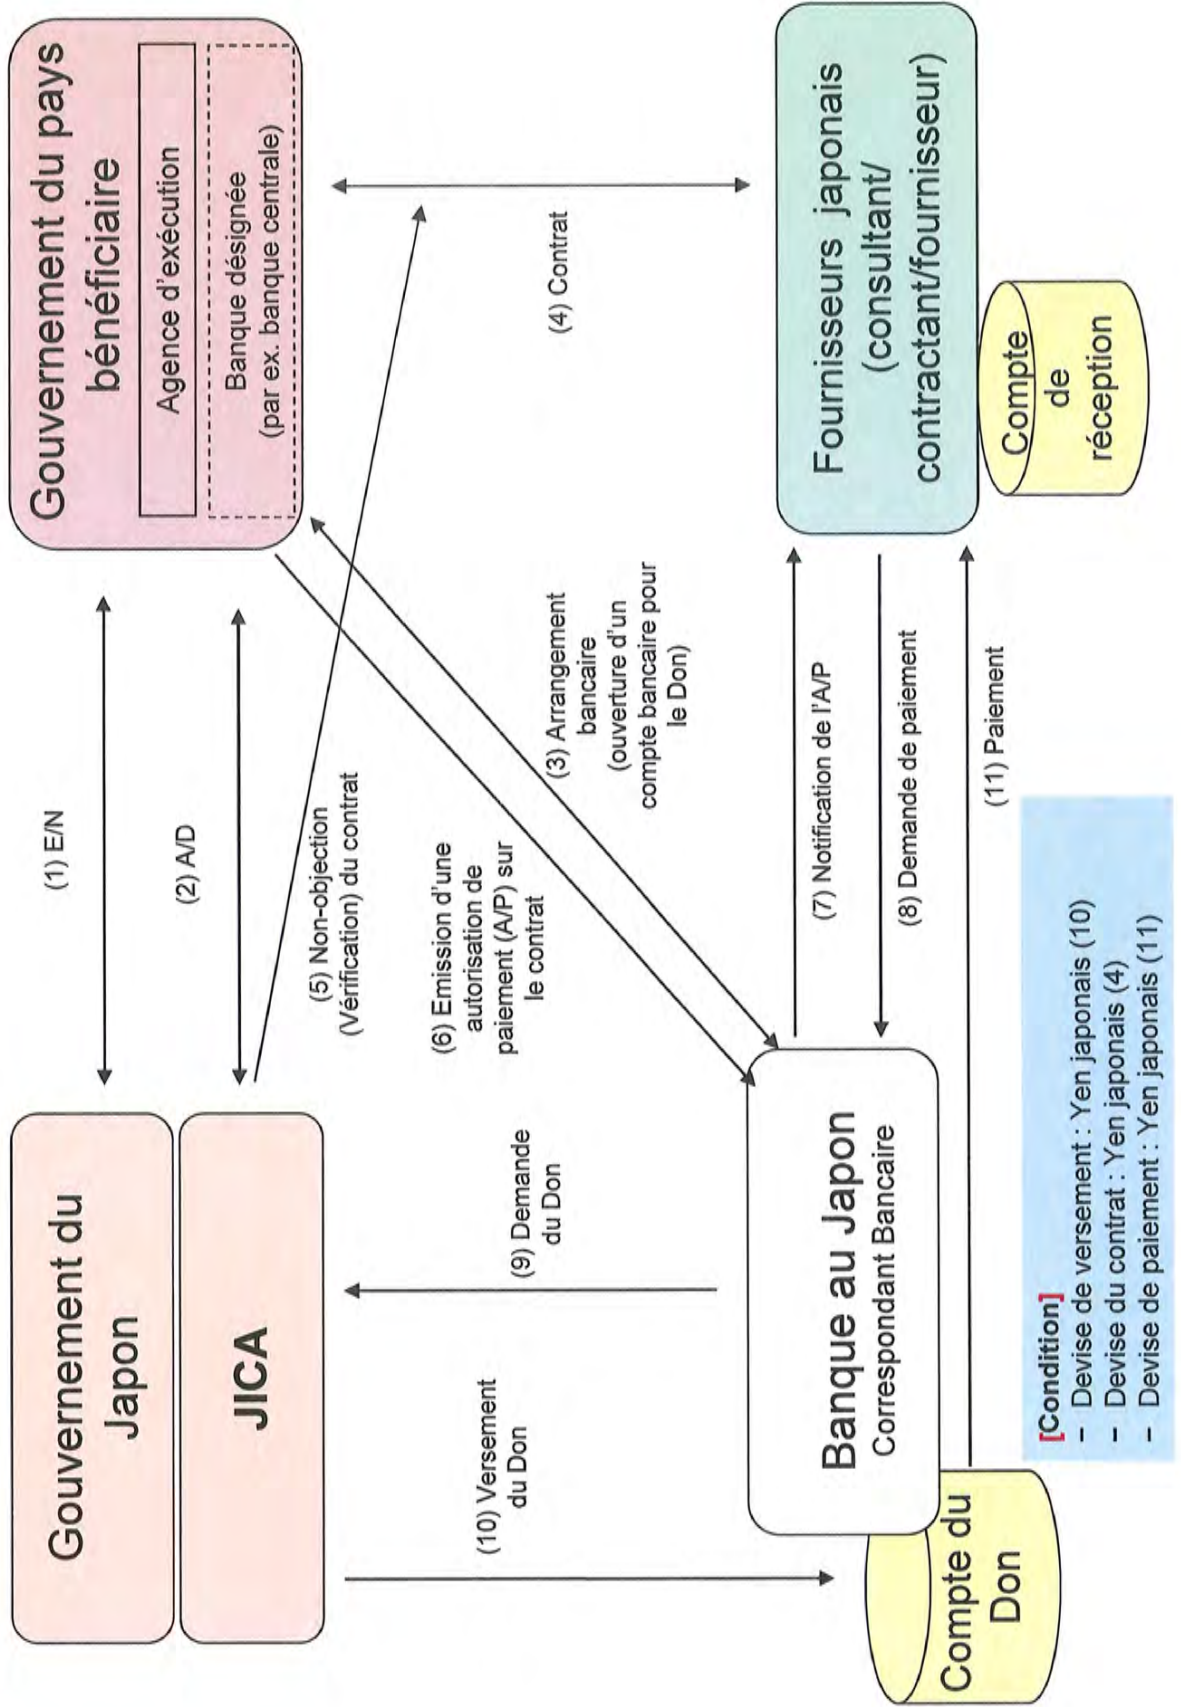 Gouvernement du
Japon
JICA
(1) E/N
(2) A/D
Gouvernement du pays
bénéficiaire
Agence d'exécution
Banque désignée
(par ex. banque centrale)
(5) Non-objection
(Vérification) du contrat
(6) Emission d'une
autorisation de
paiement (A/P) sur
le contrat
(3) Arrangement
bancaire
(ouverture d'un
compte bancaire pour
le Don)
(4) Contrat
(10) Versement
du Don
(9) Demande
du Don
Banque au Japon
Correspondant Bancaire
Compte du
Don
(7) Notification de l'A/P
(8) Demande de paiement
(11) Paiement
Fournisseurs japonais
(consultant/
contractant/fournisseur)
Compte
de
réception
[Condition]
- Devise de versement : Yen japonais (10)
- Devise du contrat : Yen japonais (4)
- Devise de paiement : Yen japonais (11)